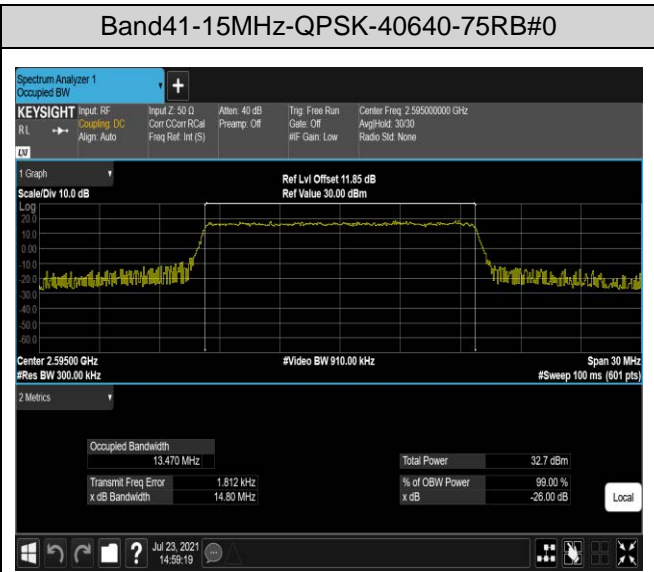 Band41-15MHz-QPSK-40640-75RB#0
Spectrum Analyzer 1
Occupied BW
+
KEYSIGHT Input: RF Input Z: 50 Ω Atten: 40 dB Trig: Free Run Center Freq: 2.595000000 GHz
RL Coupling: DC Corr CCorr RCal Preamp: Off Gate: Off Avg|Hold: 30/30
Align: Auto Freq Ref: Int (S) #IF Gain: Low Radio Std: None
LXI
1 Graph Ref Lvl Offset 11.85 dB
Scale/Div 10.0 dB Ref Value 30.00 dBm
Log
20.0
10.0
0.00
-10.0
-20.0
-30.0
-40.0
-50.0
-60.0
Center 2.59500 GHz #Video BW 910.00 kHz Span 30 MHz
#Res BW 300.00 kHz #Sweep 100 ms (601 pts)
2 Metrics
Occupied Bandwidth
13.470 MHz Total Power 32.7 dBm
Transmit Freq Error 1.812 kHz % of OBW Power 99.00 %
x dB Bandwidth 14.80 MHz x dB -26.00 dB
Local
? Jul 23, 2021
14:59:19